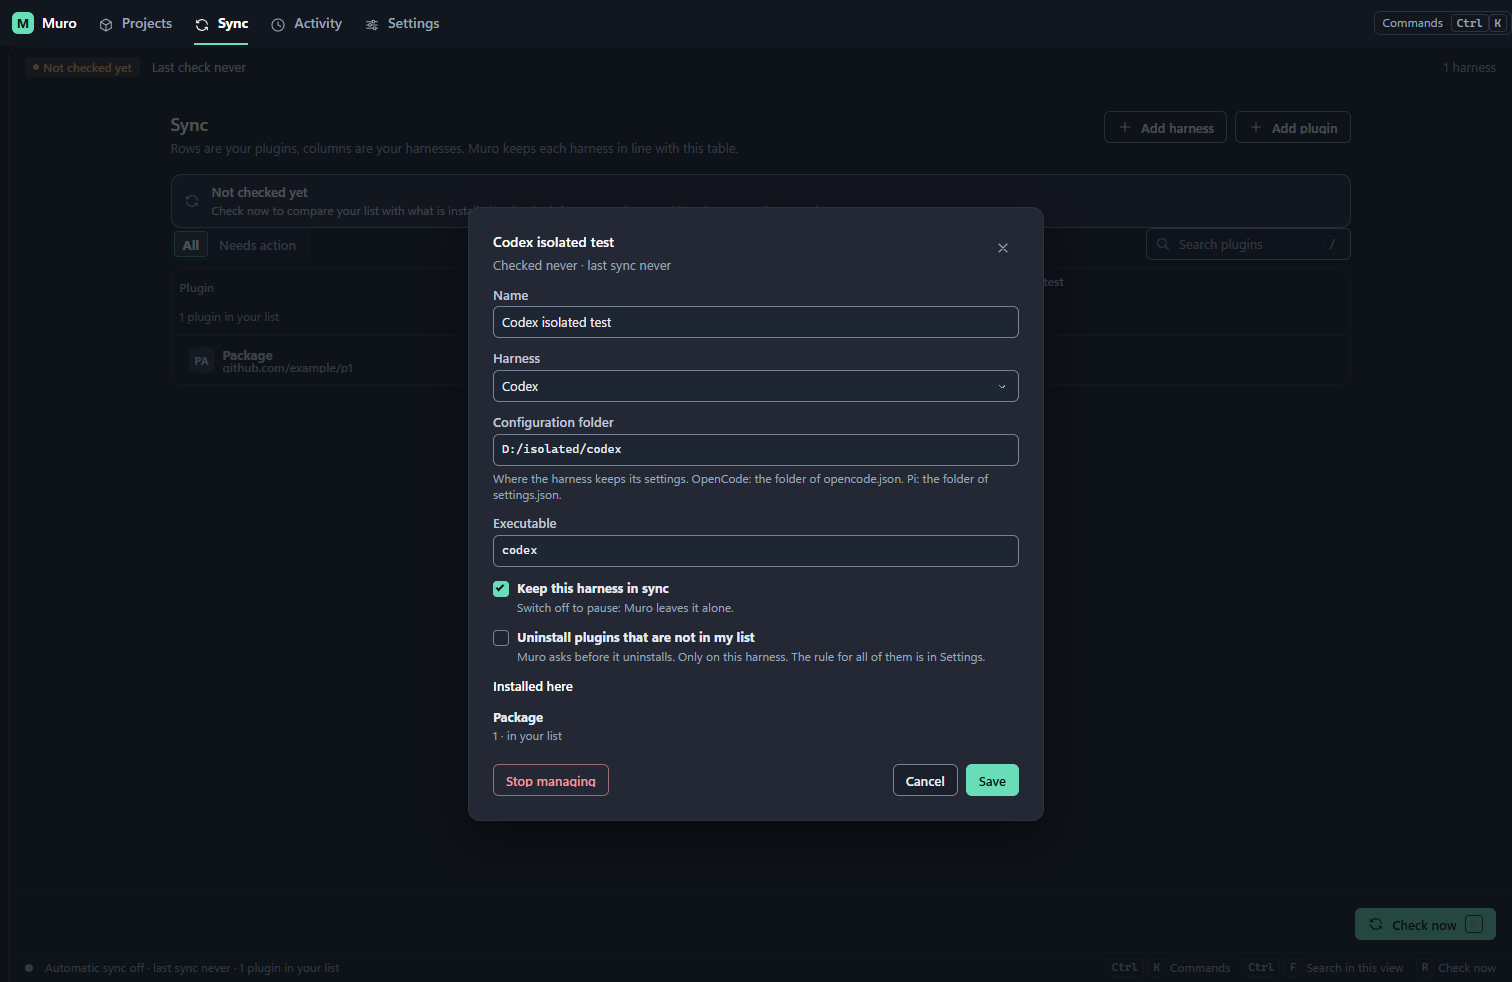 M Muro Projects Sync Activity Settings Commands Ctrl K
Not checked yet Last check never 1 harness
Sync
Add harness Add plugin
Rows are your plugins, columns are your harnesses. Muro keeps each harness in line with this table.
Not checked yet
Check now to compare your list with what is
All Needs action
Search plugins /
Plugin
test
1 plugin in your list
PA Package
github.com/example/p1
Codex isolated test
Checked never · last sync never
Name
Codex isolated test
Harness
Codex
Configuration folder
D:/isolated/codex
Where the harness keeps its settings. OpenCode: the folder of opencode.json. Pi: the folder of
settings.json.
Executable
codex
Keep this harness in sync
Switch off to pause: Muro leaves it alone.
Uninstall plugins that are not in my list
Muro asks before it uninstalls. Only on this harness. The rule for all of them is in Settings.
Installed here
Package
1 · in your list
Stop managing Cancel Save
Check now
Automatic sync off · last sync never · 1 plugin in your list Ctrl K Commands Ctrl F Search in this view R Check now